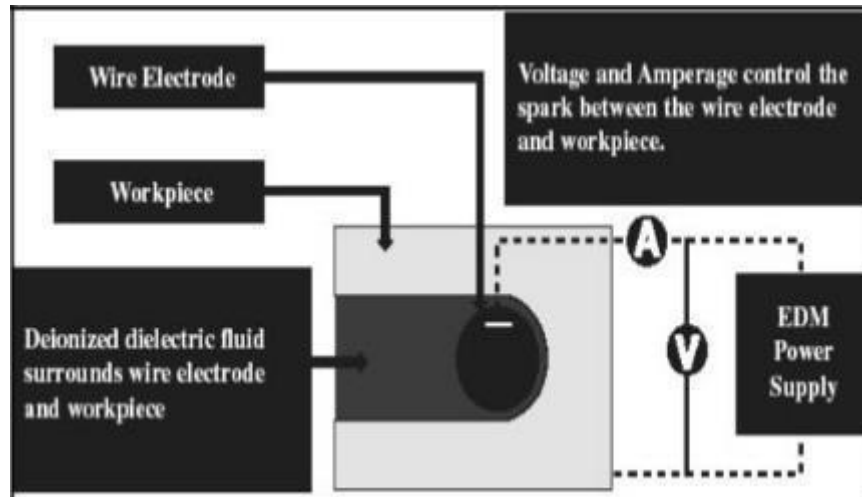 Wire Electrode
Voltage and Amperage control the
spark between the wire electrode
and workpiece.
Workpiece
A
Deionized dielectric fluid
surrounds wire electrode
and workpiece
V
EDM
Power
Supply